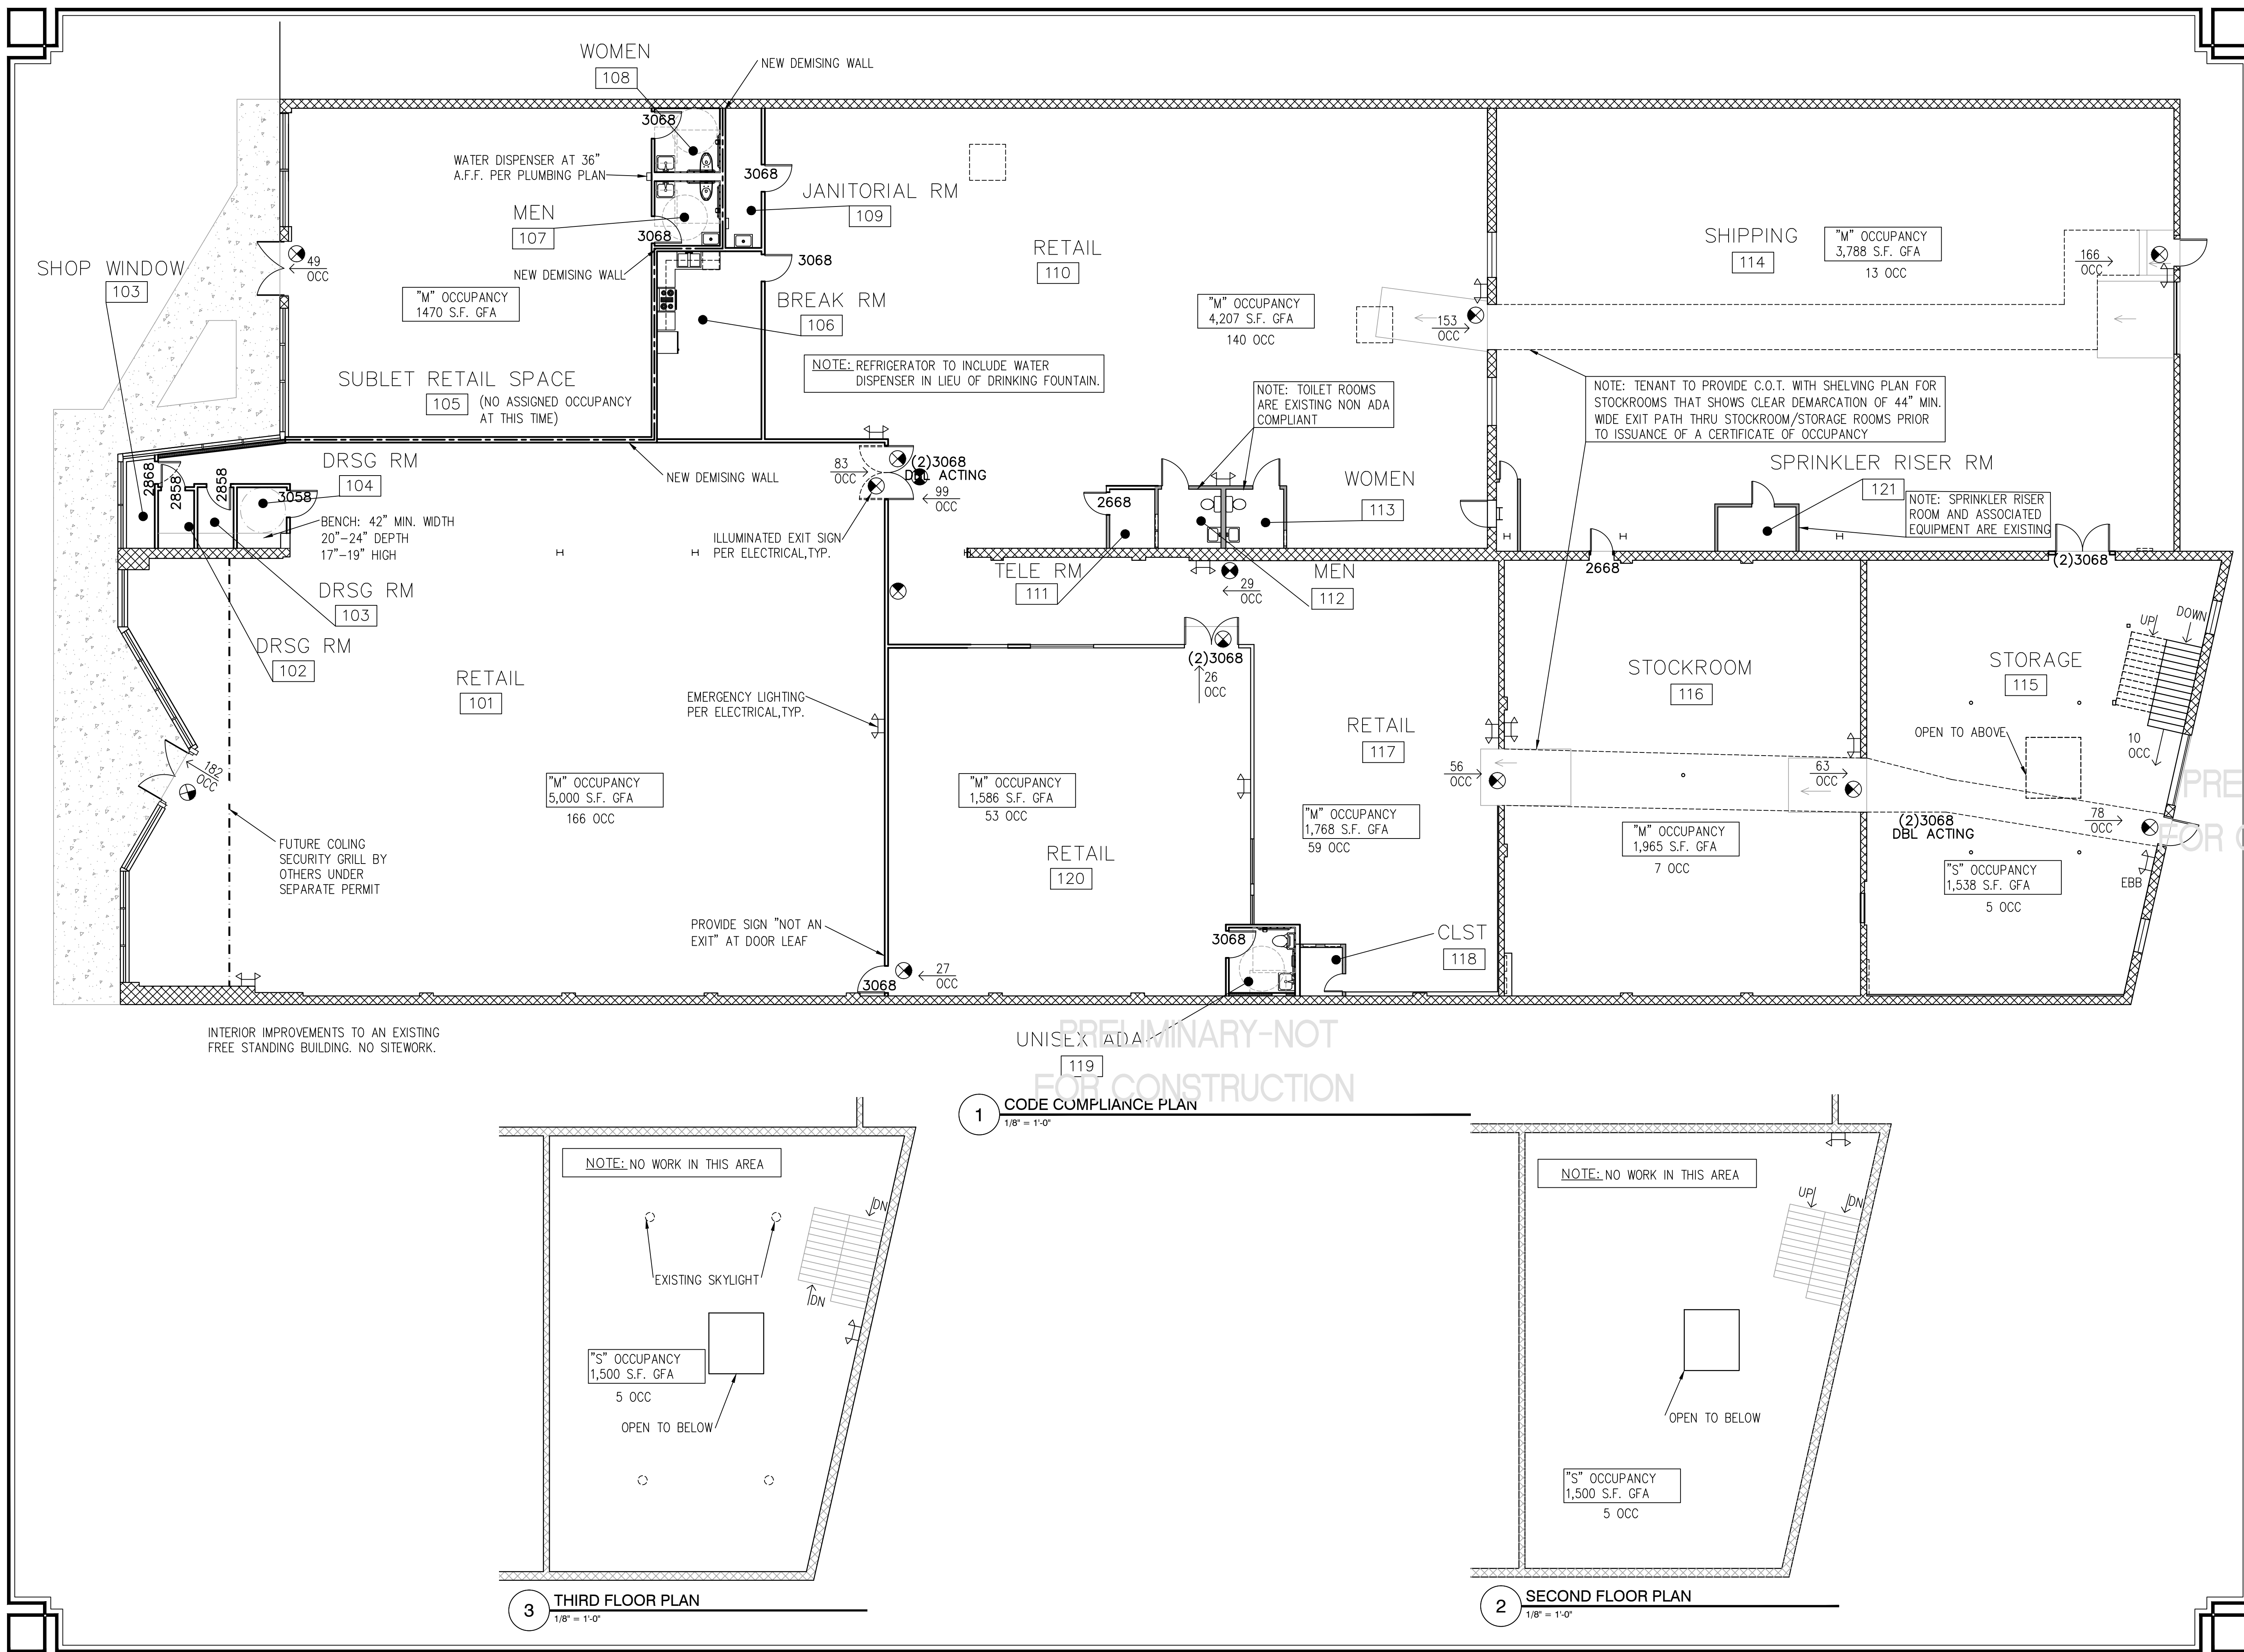 WOMEN
108
NEW DEMISING WALL
3068
WATER DISPENSER AT 36"
A.F.F. PER PLUMBING PLAN
3068
JANITORIAL RM
109
MEN
107
3068
NEW DEMISING WALL
3068
RETAIL
110
SHIPPING
114
"M" OCCUPANCY
3,788 S.F. GFA
13 OCC
166
OCC
SHOP WINDOW
103
49
OCC
"M" OCCUPANCY
1470 S.F. GFA
BREAK RM
106
"M" OCCUPANCY
4,207 S.F. GFA
140 OCC
153
OCC
NOTE: REFRIGERATOR TO INCLUDE WATER
DISPENSER IN LIEU OF DRINKING FOUNTAIN.
SUBLET RETAIL SPACE
105 (NO ASSIGNED OCCUPANCY
AT THIS TIME)
NOTE: TOILET ROOMS
ARE EXISTING NON ADA
COMPLIANT
NOTE: TENANT TO PROVIDE C.O.T. WITH SHELVING PLAN FOR
STOCKROOMS THAT SHOWS CLEAR DEMARCATION OF 44" MIN.
WIDE EXIT PATH THRU STOCKROOM/STORAGE ROOMS PRIOR
TO ISSUANCE OF A CERTIFICATE OF OCCUPANCY
DRSG RM
104
NEW DEMISING WALL
83
OCC
(2)3068
DBL ACTING
99
OCC
WOMEN
113
SPRINKLER RISER RM
121
NOTE: SPRINKLER RISER
ROOM AND ASSOCIATED
EQUIPMENT ARE EXISTING
2868
2858
2858
3058
2668
BENCH: 42" MIN. WIDTH
20"-24" DEPTH
17"-19" HIGH
ILLUMINATED EXIT SIGN
PER ELECTRICAL,TYP.
TELE RM
111
29
OCC
MEN
112
2668
(2)3068
DRSG RM
103
DRSG RM
102
UP
DOWN
(2)3068
26
OCC
RETAIL
101
EMERGENCY LIGHTING
PER ELECTRICAL,TYP.
RETAIL
117
STOCKROOM
116
STORAGE
115
OPEN TO ABOVE
10
OCC
182
OCC
"M" OCCUPANCY
5,000 S.F. GFA
166 OCC
"M" OCCUPANCY
1,586 S.F. GFA
53 OCC
56
OCC
63
OCC
78
OCC
PRE
FOR C
"M" OCCUPANCY
1,768 S.F. GFA
59 OCC
"M" OCCUPANCY
1,965 S.F. GFA
7 OCC
(2)3068
DBL ACTING
"S" OCCUPANCY
1,538 S.F. GFA
5 OCC
EBB
FUTURE COLING
SECURITY GRILL BY
OTHERS UNDER
SEPARATE PERMIT
RETAIL
120
PROVIDE SIGN "NOT AN
EXIT" AT DOOR LEAF
3068
27
OCC
3068
CLST
118
INTERIOR IMPROVEMENTS TO AN EXISTING
FREE STANDING BUILDING. NO SITEWORK.
UNISEX ADA
119
PRELIMINARY-NOT
FOR CONSTRUCTION
1
CODE COMPLIANCE PLAN
1/8" = 1'-0"
NOTE: NO WORK IN THIS AREA
DN
EXISTING SKYLIGHT
DN
"S" OCCUPANCY
1,500 S.F. GFA
5 OCC
OPEN TO BELOW
3
THIRD FLOOR PLAN
1/8" = 1'-0"
NOTE: NO WORK IN THIS AREA
UP
DN
OPEN TO BELOW
"S" OCCUPANCY
1,500 S.F. GFA
5 OCC
2
SECOND FLOOR PLAN
1/8" = 1'-0"